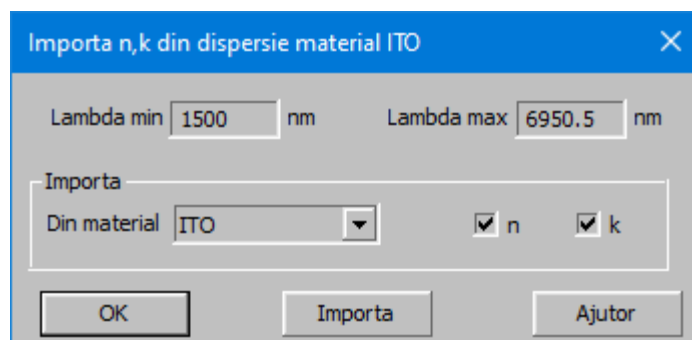 Importa n,k din dispersie material ITO
Lambda min 1500 nm Lambda max 6950.5 nm
Importa
Din material ITO n k
OK Importa Ajutor